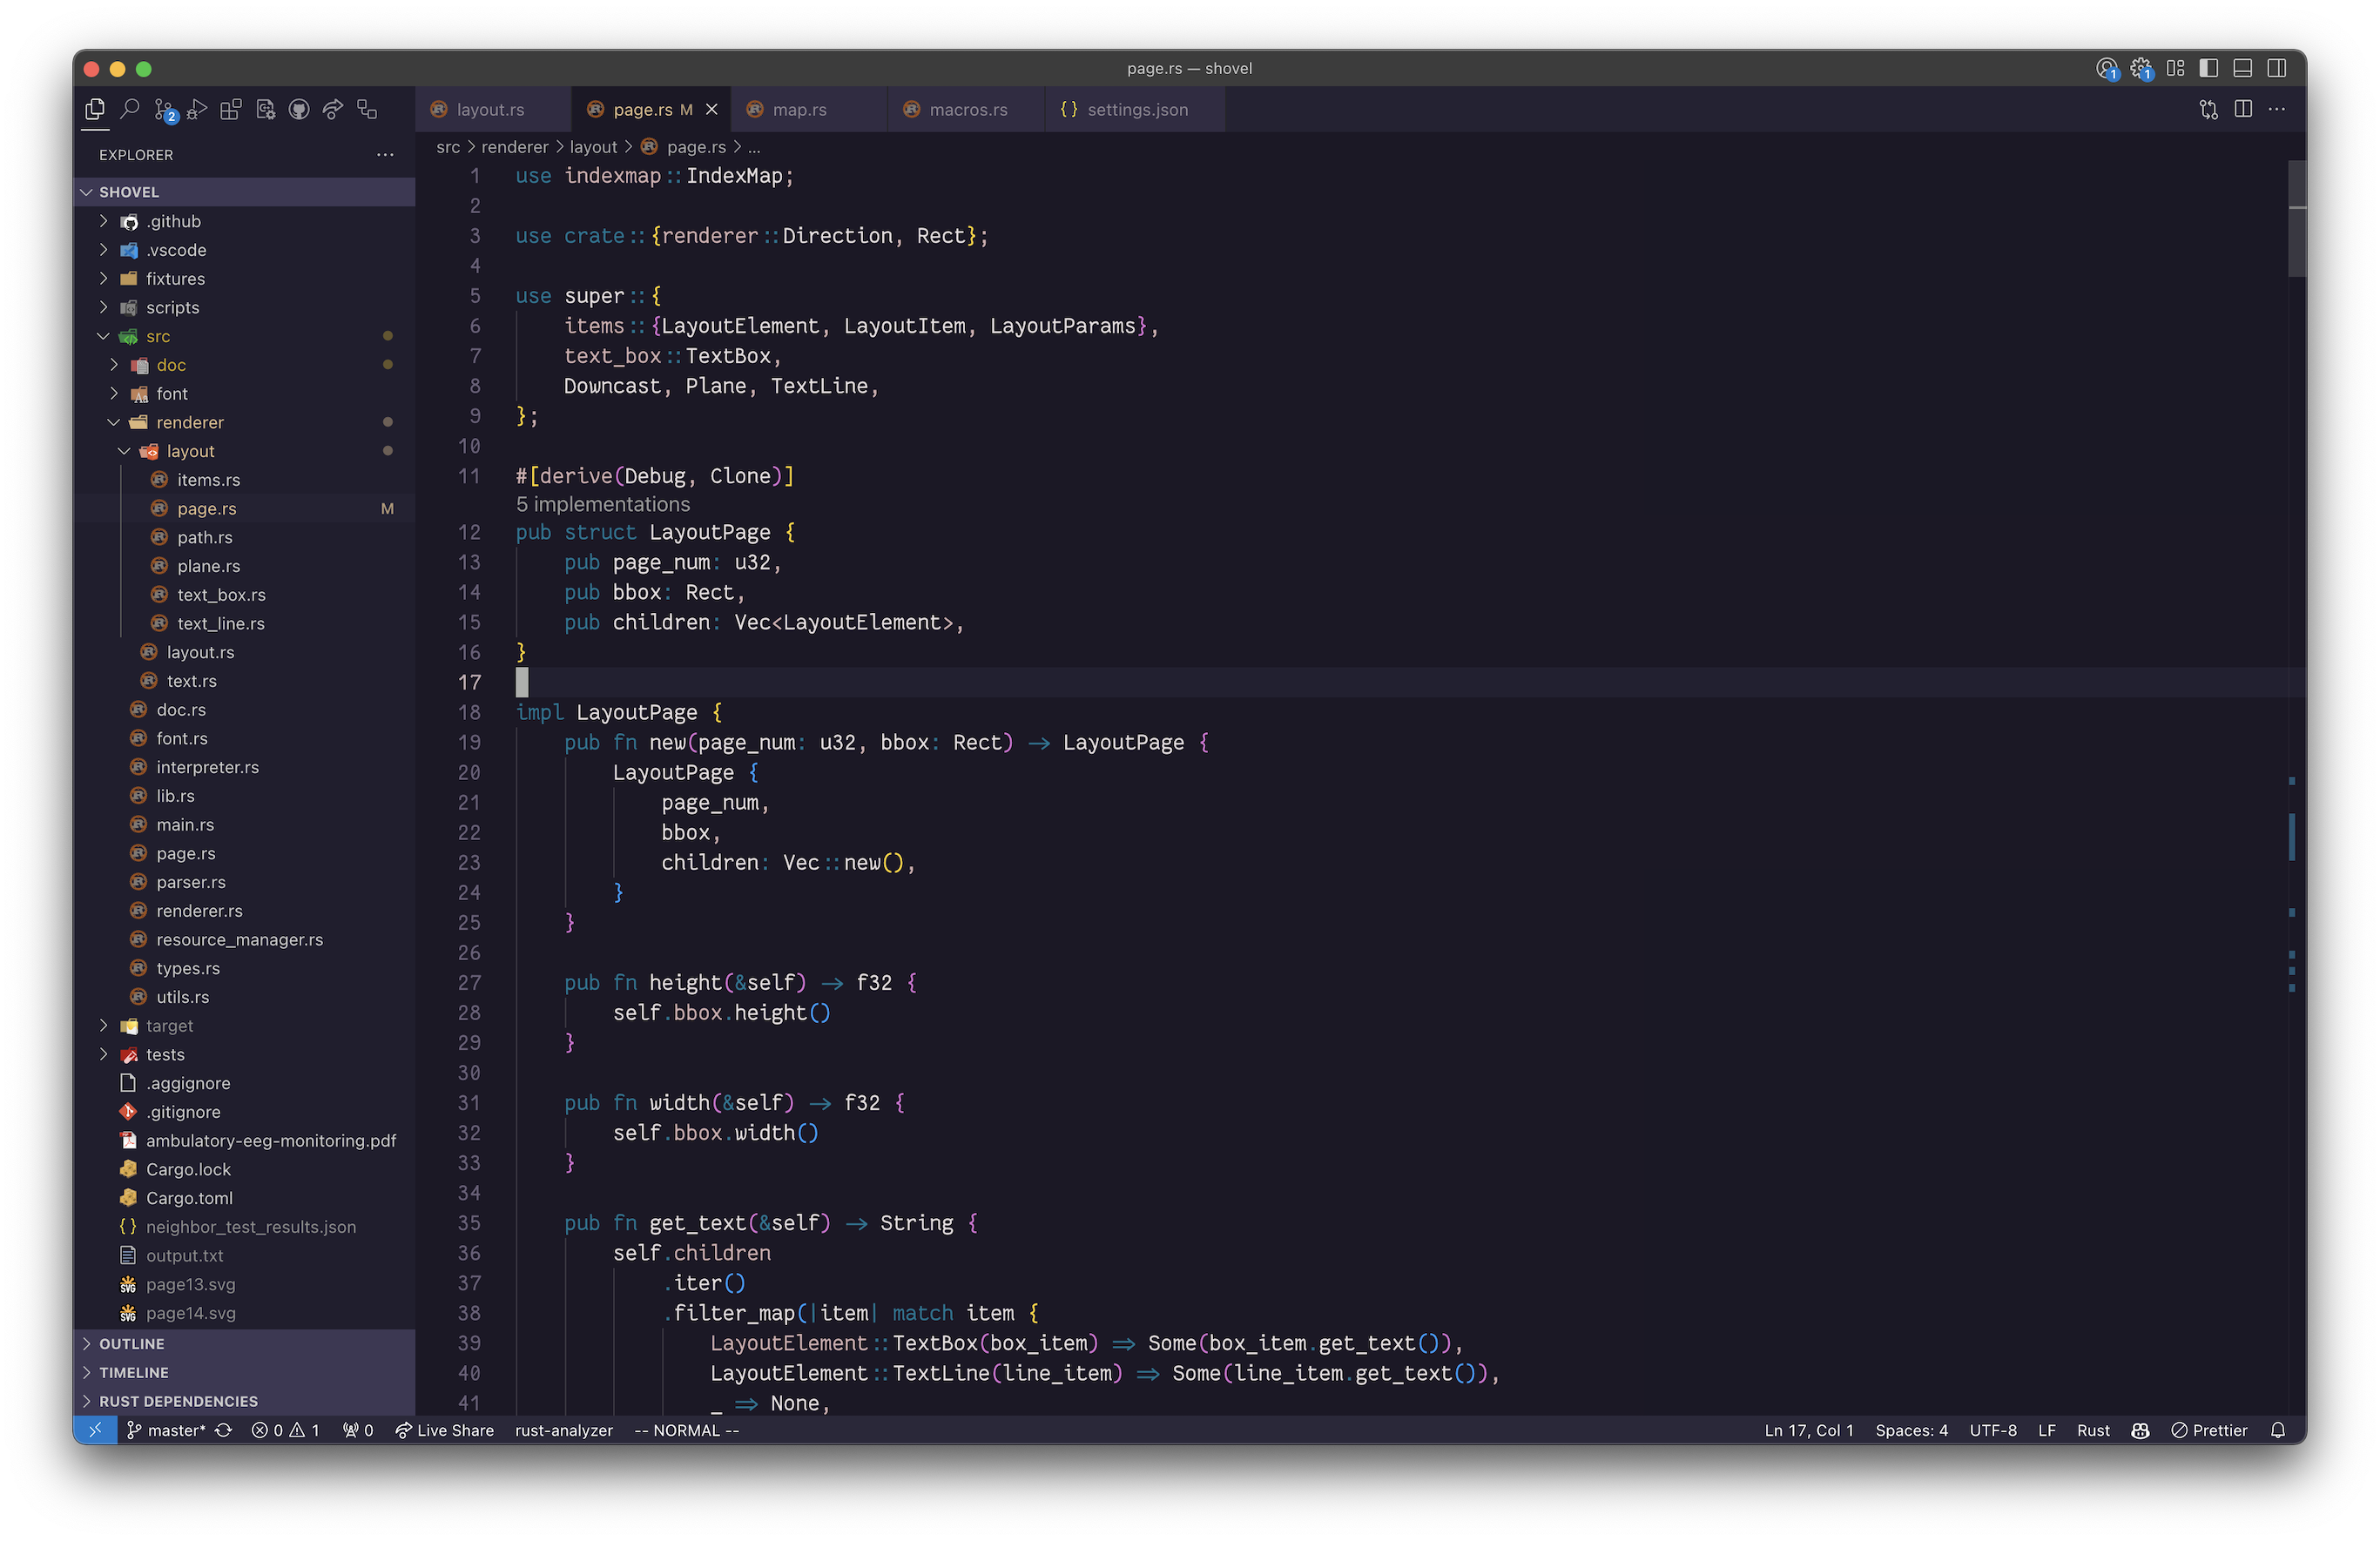 page.rs — shovel
1
1
2
layout.rs
page.rs M
map.rs
macros.rs
{} settings.json
EXPLORER
SHOVEL
.github
.vscode
fixtures
scripts
src
doc
font
renderer
layout
items.rs
page.rs M
path.rs
plane.rs
text_box.rs
text_line.rs
layout.rs
text.rs
doc.rs
font.rs
interpreter.rs
lib.rs
main.rs
page.rs
parser.rs
renderer.rs
resource_manager.rs
types.rs
utils.rs
target
tests
.aggignore
.gitignore
ambulatory-eeg-monitoring.pdf
Cargo.lock
Cargo.toml
{} neighbor_test_results.json
output.txt
SVG page13.svg
SVG page14.svg
OUTLINE
TIMELINE
RUST DEPENDENCIES
src > renderer > layout > page.rs > ...
1 use indexmap::IndexMap;
2
3 use crate::{renderer::Direction, Rect};
4
5 use super::{
6 items::{LayoutElement, LayoutItem, LayoutParams},
7 text_box::TextBox,
8 Downcast, Plane, TextLine,
9 };
10
11 #[derive(Debug, Clone)]
5 implementations
12 pub struct LayoutPage {
13 pub page_num: u32,
14 pub bbox: Rect,
15 pub children: Vec<LayoutElement>,
16 }
17
18 impl LayoutPage {
19 pub fn new(page_num: u32, bbox: Rect) -> LayoutPage {
20 LayoutPage {
21 page_num,
22 bbox,
23 children: Vec::new(),
24 }
25 }
26
27 pub fn height(&self) -> f32 {
28 self.bbox.height()
29 }
30
31 pub fn width(&self) -> f32 {
32 self.bbox.width()
33 }
34
35 pub fn get_text(&self) -> String {
36 self.children
37 .iter()
38 .filter_map(|item| match item {
39 LayoutElement::TextBox(box_item) => Some(box_item.get_text()),
40 LayoutElement::TextLine(line_item) => Some(line_item.get_text()),
41 _ => None,
master* 0 1 0 Live Share rust-analyzer -- NORMAL -- Ln 17, Col 1 Spaces: 4 UTF-8 LF Rust Prettier